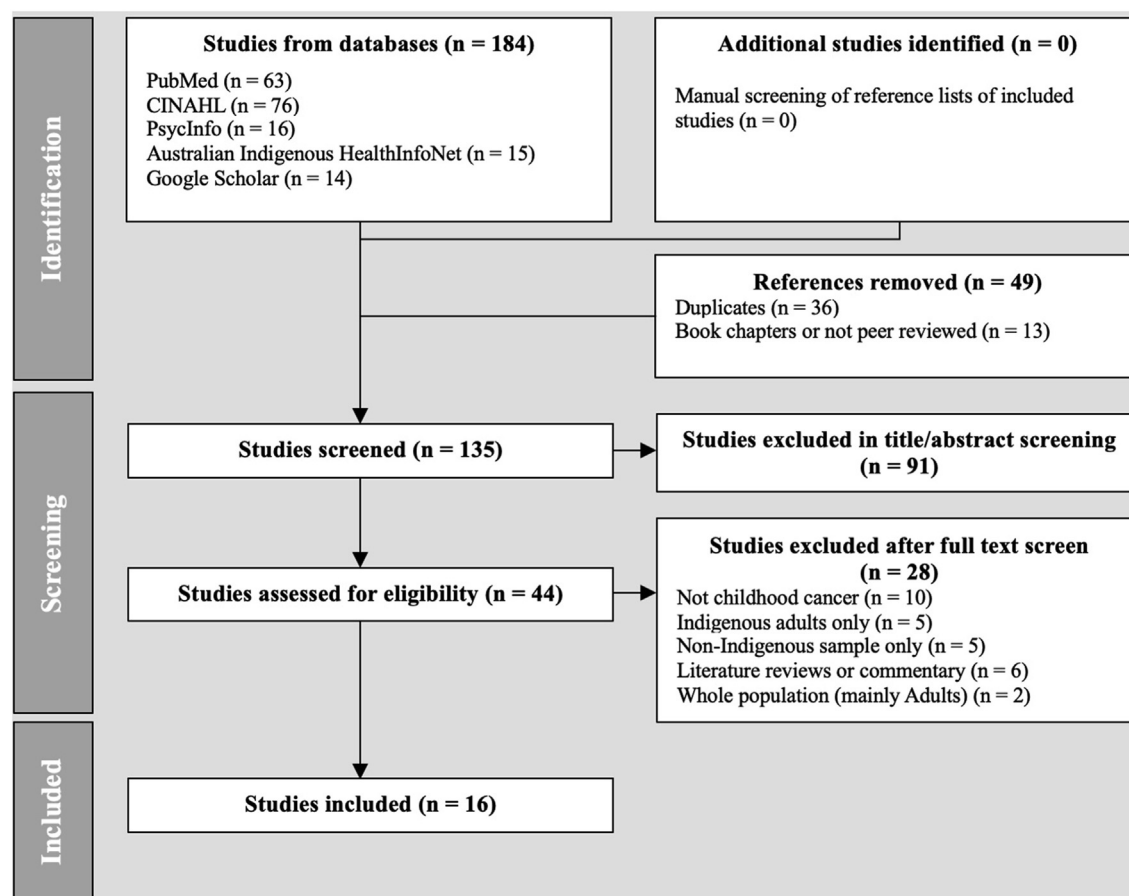 Identification
Studies from databases (n = 184)
PubMed (n = 63)
CINAHL (n = 76)
PsycInfo (n = 16)
Australian Indigenous HealthInfoNet (n = 15)
Google Scholar (n = 14)
Additional studies identified (n = 0)
Manual screening of reference lists of included
studies (n = 0)
References removed (n = 49)
Duplicates (n = 36)
Book chapters or not peer reviewed (n = 13)
Screening
Studies screened (n = 135)
Studies excluded in title/abstract screening
(n = 91)
Studies assessed for eligibility (n = 44)
Studies excluded after full text screen
(n = 28)
Not childhood cancer (n = 10)
Indigenous adults only (n = 5)
Non-Indigenous sample only (n = 5)
Literature reviews or commentary (n = 6)
Whole population (mainly Adults) (n = 2)
Included
Studies included (n = 16)